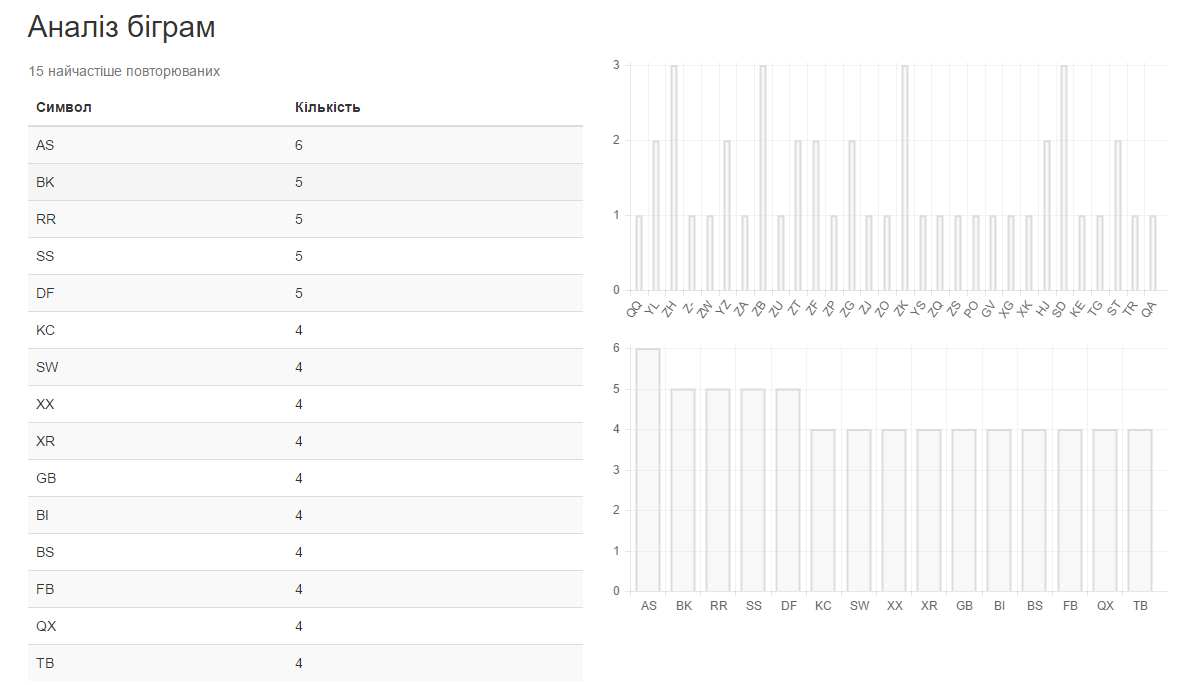 Аналіз біграм
15 найчастіше повторюваних
Символ Кількість
AS 6
BK 5
RR 5
SS 5
DF 5
KC 4
SW 4
XX 4
XR 4
GB 4
BI 4
BS 4
FB 4
QX 4
TB 4
3
2
1
0
QQ YL ZH Z- ZW YZ ZA ZB ZU ZT ZF ZP ZG ZJ ZO ZK YS ZQ ZS PO GV XG XK HJ SD KE TG ST TR QA
6
5
4
3
2
1
0
AS BK RR SS DF KC SW XX XR GB BI BS FB QX TB